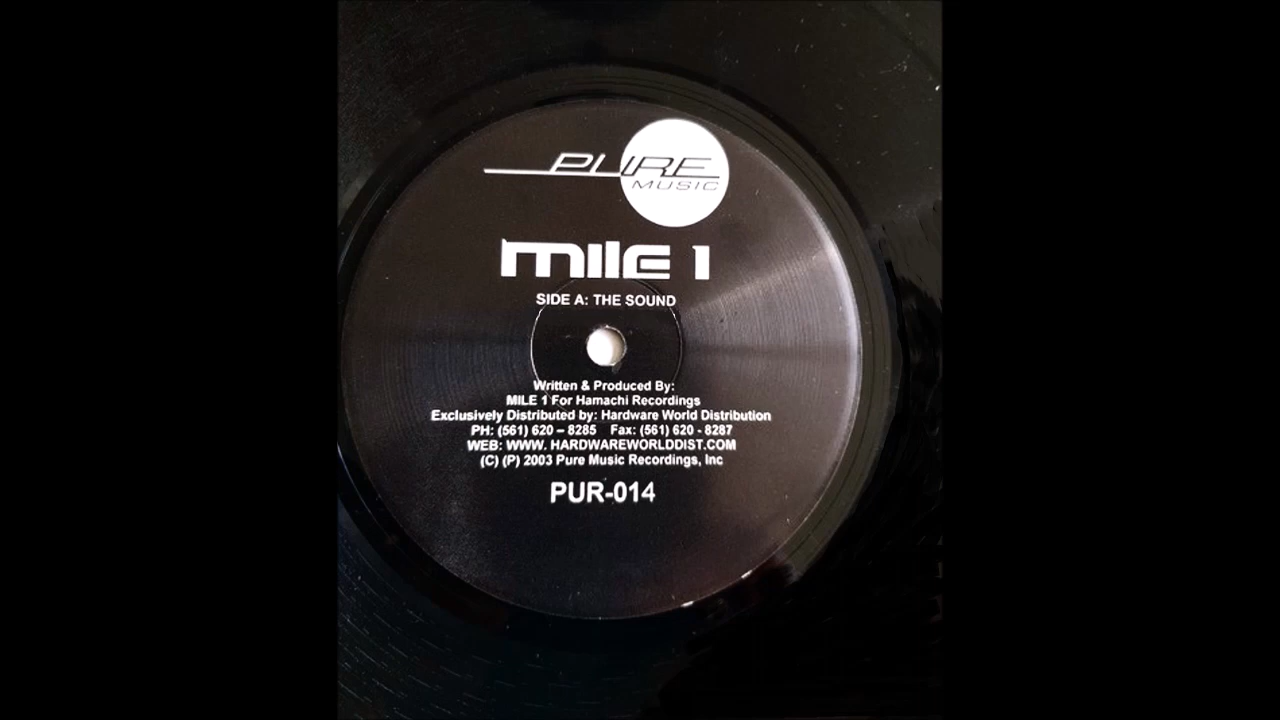 PURE
MUSIC
MILE 1
SIDE A: THE SOUND
Written & Produced By:
MILE 1 For Hamachi Recordings
Exclusively Distributed by: Hardware World Distribution
PH: (561) 620 – 8285 Fax: (561) 620 - 8287
WEB: WWW. HARDWAREWORLDDIST.COM
(C) (P) 2003 Pure Music Recordings, Inc
PUR-014